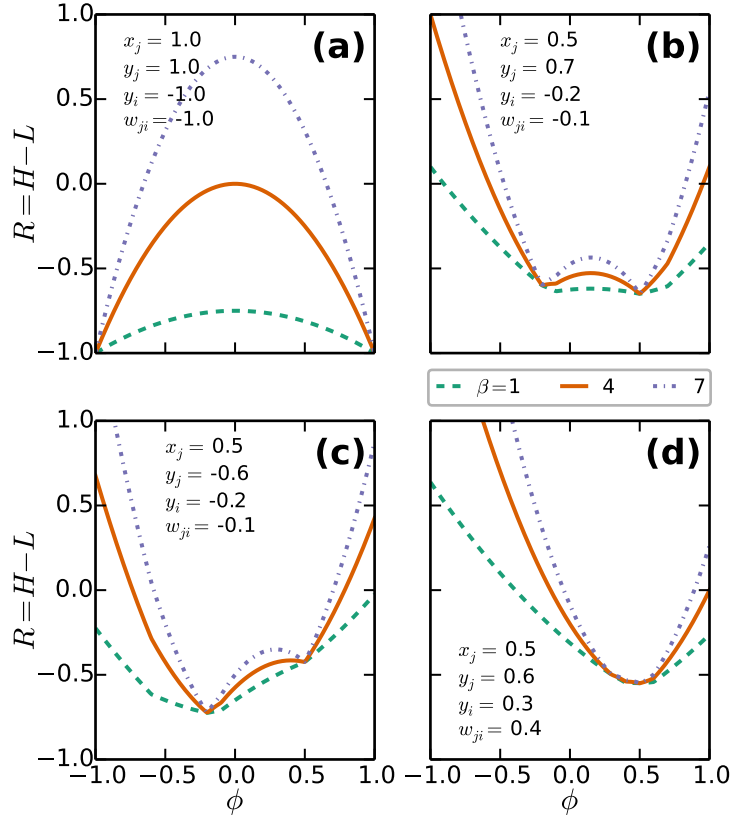 1.0
0.5
0.0
−0.5
−1.0
R=H−L
x_j = 1.0
y_j = 1.0
y_i = -1.0
w_ji = -1.0
(a)
x_j = 0.5
y_j = 0.7
y_i = -0.2
w_ji = -0.1
(b)
β=1 4 7
1.0
0.5
0.0
−0.5
−1.0
R=H−L
x_j = 0.5
y_j = -0.6
y_i = -0.2
w_ji = -0.1
(c)
−1.0 −0.5 0.0 0.5 1.0
ϕ
(d)
x_j = 0.5
y_j = 0.6
y_i = 0.3
w_ji = 0.4
−1.0 −0.5 0.0 0.5 1.0
ϕ